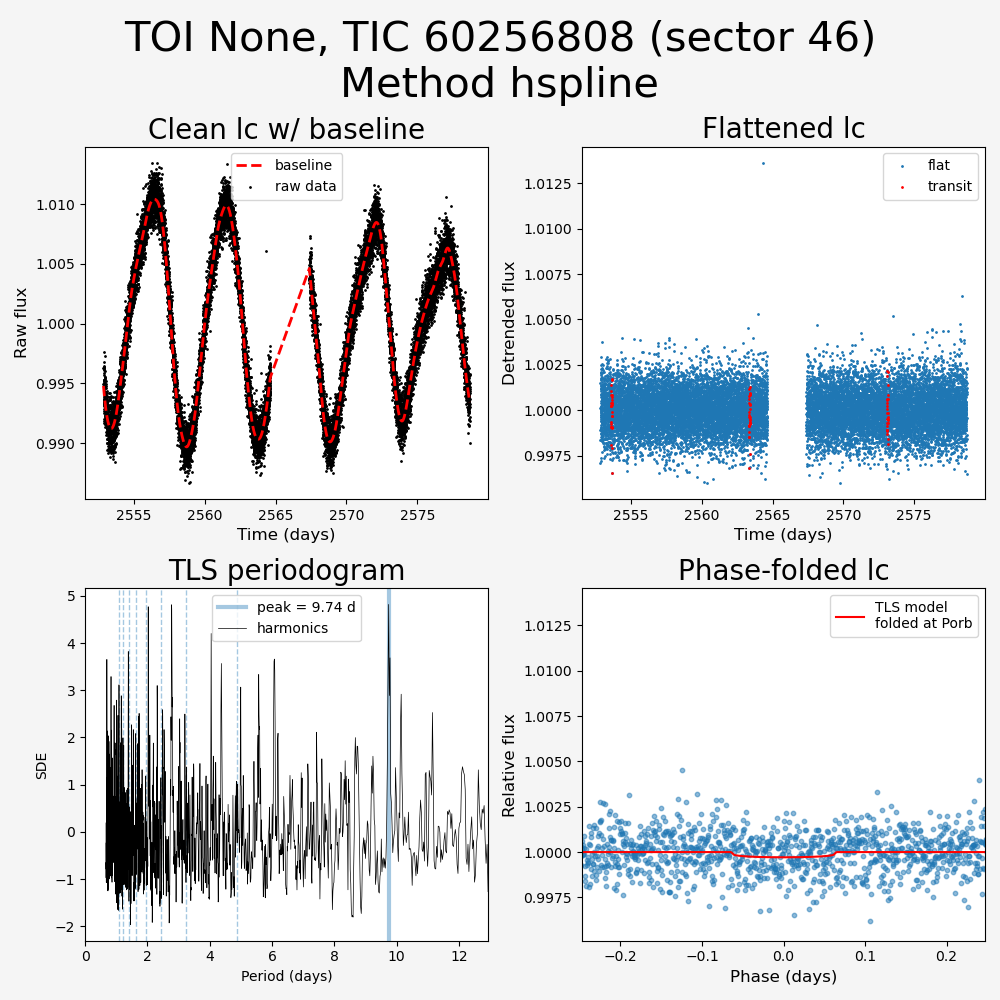 TOI None, TIC 60256808 (sector 46)
Method hspline
Clean lc w/ baseline
baseline
raw data
1.010
1.005
1.000
0.995
0.990
Raw flux
2555 2560 2565 2570 2575
Time (days)
Flattened lc
flat
transit
1.0125
1.0100
1.0075
1.0050
1.0025
1.0000
0.9975
Detrended flux
2555 2560 2565 2570 2575
Time (days)
TLS periodogram
peak = 9.74 d
harmonics
5
4
3
2
1
0
−1
−2
SDE
0 2 4 6 8 10 12
Period (days)
Phase-folded lc
TLS model
folded at Porb
1.0125
1.0100
1.0075
1.0050
1.0025
1.0000
0.9975
Relative flux
−0.2 −0.1 0.0 0.1 0.2
Phase (days)